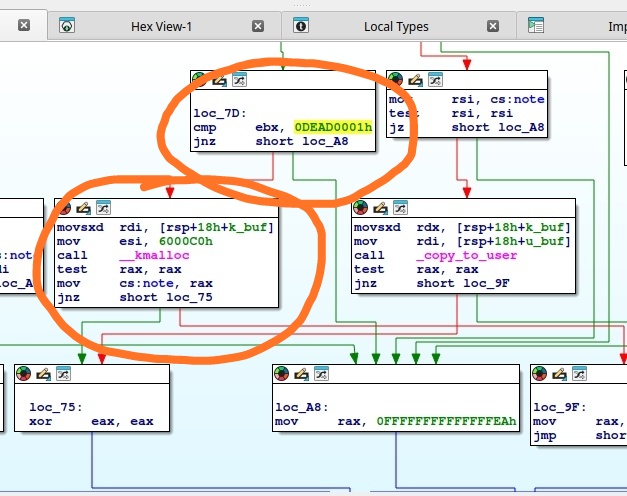 Hex View-1
Local Types
Imp
loc_7D:
cmp ebx, 0DEAD0001h
jnz short loc_A8
mov rsi, cs:note
test rsi, rsi
jz short loc_A8
movsxd rdi, [rsp+18h+k_buf]
mov esi, 6000C0h
call __kmalloc
test rax, rax
mov cs:note, rax
jnz short loc_75
s:not
di
oc_A
movsxd rdx, [rsp+18h+k_buf]
mov rdi, [rsp+18h+u_buf]
call _copy_to_user
test rax, rax
jnz short loc_9F
loc_75:
xor eax, eax
loc_A8:
mov rax, 0FFFFFFFFFFFFFFEAh
loc_9F:
mov rax,
jmp shor